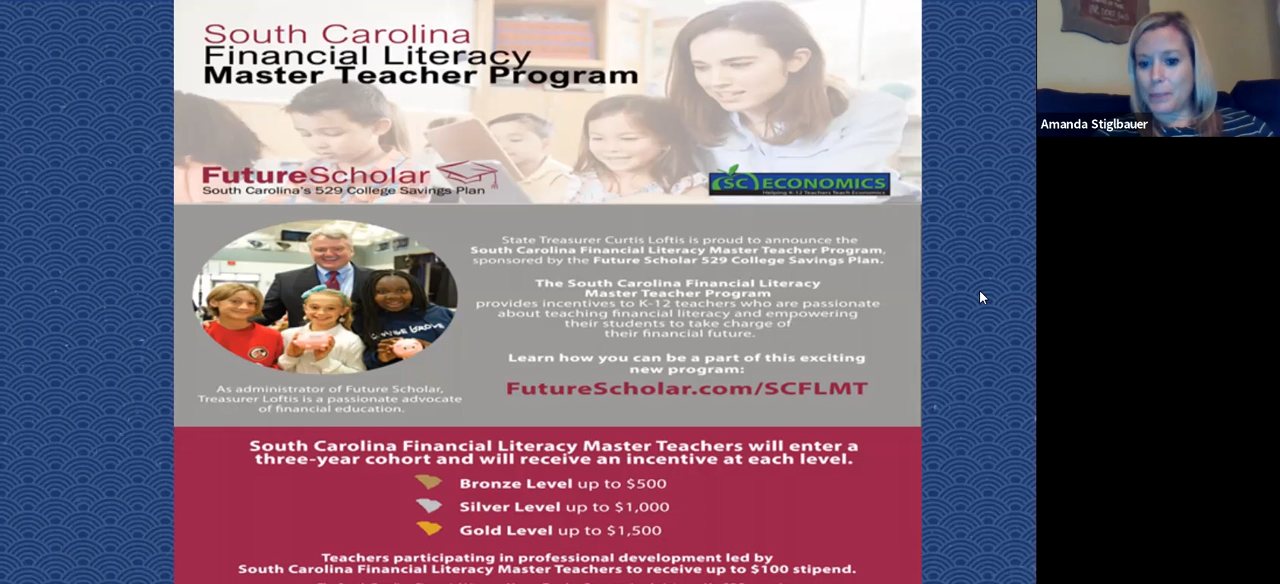 South Carolina
Financial Literacy
Master Teacher Program
FutureScholar
South Carolina's 529 College Savings Plan
SC ECONOMICS
Helping K-12 Teachers Teach Economics
State Treasurer Curtis Loftis is proud to announce the
South Carolina Financial Literacy Master Teacher Program,
sponsored by the Future Scholar 529 College Savings Plan.
The South Carolina Financial Literacy
Master Teacher Program
provides incentives to K-12 teachers who are passionate
about teaching financial literacy and empowering
their students to take charge of
their financial future.
Learn how you can be a part of this exciting
new program:
FutureScholar.com/SCFLMT
As administrator of Future Scholar,
Treasurer Loftis is a passionate advocate
of financial education.
South Carolina Financial Literacy Master Teachers will enter a
three-year cohort and will receive an incentive at each level.
Bronze Level up to $500
Silver Level up to $1,000
Gold Level up to $1,500
Teachers participating in professional development led by
South Carolina Financial Literacy Master Teachers to receive up to $100 stipend.
Amanda Stiglbauer